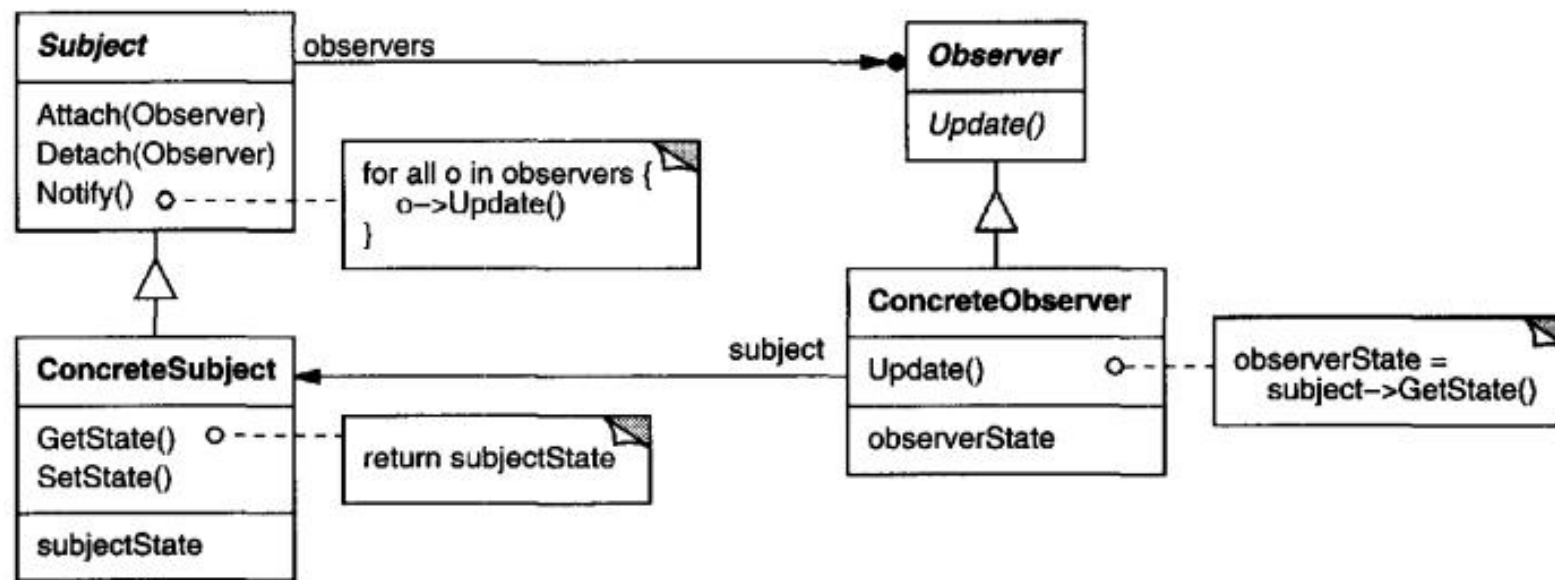 Subject
Attach(Observer)
Detach(Observer)
Notify()
observers
for all o in observers {
o->Update()
}
Observer
Update()
ConcreteSubject
GetState()
SetState()
subjectState
return subjectState
subject
ConcreteObserver
Update()
observerState
observerState =
subject->GetState()